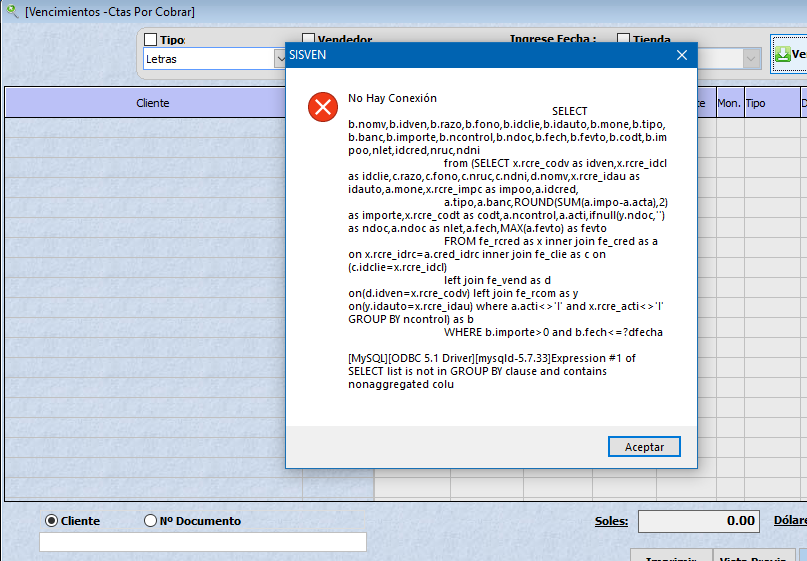 [Vencimientos -Ctas Por Cobrar]
Tipo:
Vendedor
Ingrese Fecha :
Tienda
Letras
SISVEN
Cliente
Mon.
Tipo
No Hay Conexión
SELECT
b.nomv,b.idven,b.razo,b.fono,b.idclie,b.idauto,b.mone,b.tipo,
b.banc,b.importe,b.ncontrol,b.ndoc,b.fech,b.fevto,b.codt,b.im
poo,nlet,idcred,nruc,ndni
from (SELECT x.rcre_codv as idven,x.rcre_idcl
as idclie,c.razo,c.fono,c.nruc,c.ndni,d.nomv,x.rcre_idau as
idauto,a.mone,x.rcre_impc as impoo,a.idcred,
a.tipo,a.banc,ROUND(SUM(a.impo-a.acta),2)
as importe,x.rcre_codt as codt,a.ncontrol,a.acti,ifnull(y.ndoc,'')
as ndoc,a.ndoc as nlet,a.fech,MAX(a.fevto) as fevto
FROM fe_rcred as x inner join fe_cred as a
on x.rcre_idrc=a.cred_idrc inner join fe_clie as c on
(c.idclie=x.rcre_idcl)
left join fe_vend as d
on(d.idven=x.rcre_codv) left join fe_rcom as y
on(y.idauto=x.rcre_idau) where a.acti<>'I' and x.rcre_acti<>'I'
GROUP BY ncontrol) as b
WHERE b.importe>0 and b.fech<=?dfecha
[MySQL][ODBC 5.1 Driver][mysqld-5.7.33]Expression #1 of
SELECT list is not in GROUP BY clause and contains
nonaggregated colu
Aceptar
Cliente
Nº Documento
Soles:
0.00